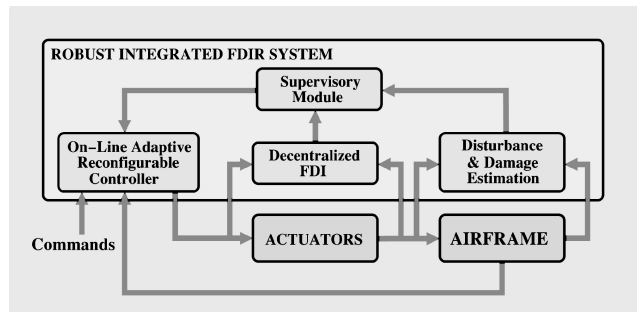 ROBUST INTEGRATED FDIR SYSTEM
Supervisory
Module
On−Line Adaptive
Reconfigurable
Controller
Decentralized
FDI
Disturbance
& Damage
Estimation
Commands
ACTUATORS
AIRFRAME